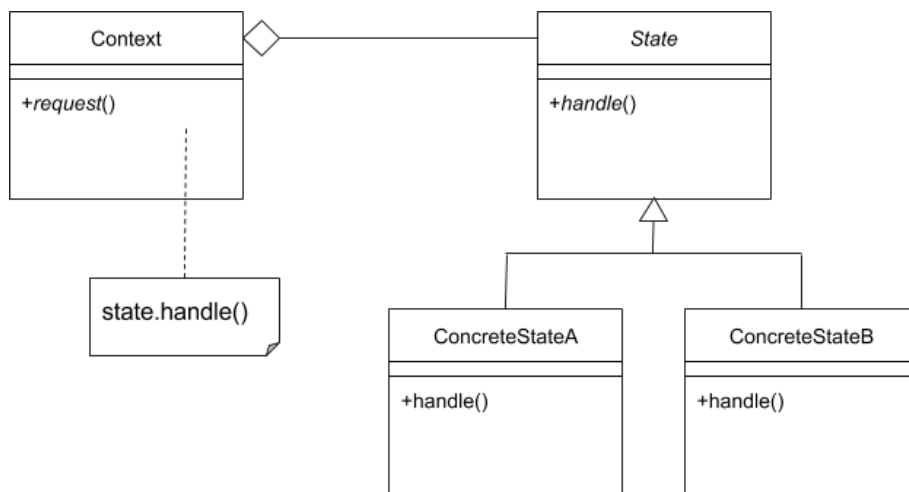 Context
State
+request()
+handle()
state.handle()
ConcreteStateA
ConcreteStateB
+handle()
+handle()